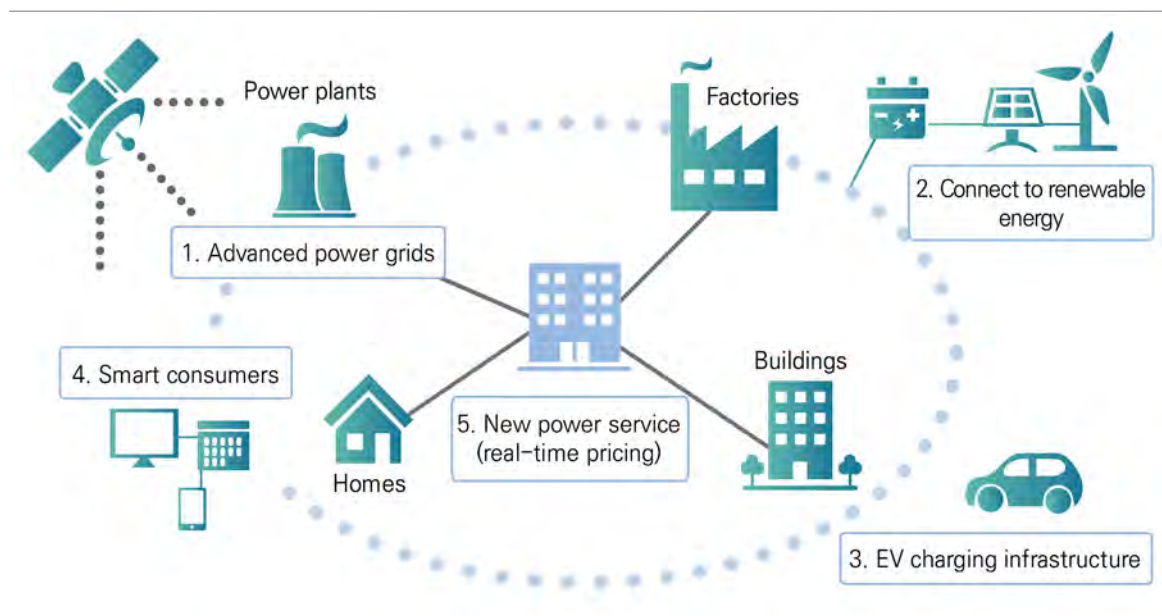 Power plants
Factories
1. Advanced power grids
2. Connect to renewable
energy
4. Smart consumers
Homes
5. New power service
(real-time pricing)
Buildings
3. EV charging infrastructure